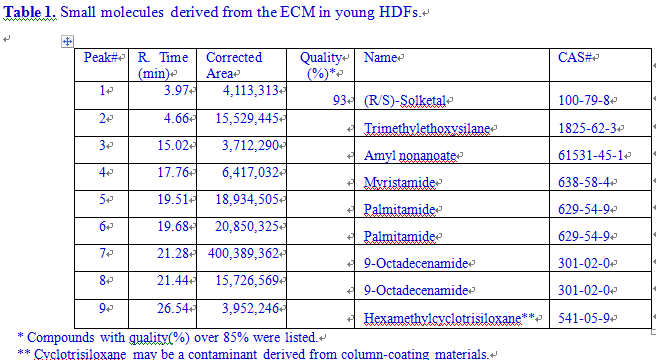 Table 1. Small molecules derived from the ECM in young HDFs.
Peak# R. Time (min) Corrected Area Quality (%)* Name CAS#
1 3.97 4,113,313 93 (R/S)-Solketal 100-79-8
2 4.66 15,529,445 Trimethylethoxysilane 1825-62-3
3 15.02 3,712,290 Amyl nonanoate 61531-45-1
4 17.76 6,417,032 Myristamide 638-58-4
5 19.51 18,934,505 Palmitamide 629-54-9
6 19.68 20,850,325 Palmitamide 629-54-9
7 21.28 400,389,362 9-Octadecenamide 301-02-0
8 21.44 15,726,569 9-Octadecenamide 301-02-0
9 26.54 3,952,246 Hexamethylcyclotrisiloxane** 541-05-9
* Compounds with quality(%) over 85% were listed.
** Cyclotrisiloxane may be a contaminant derived from column-coating materials.